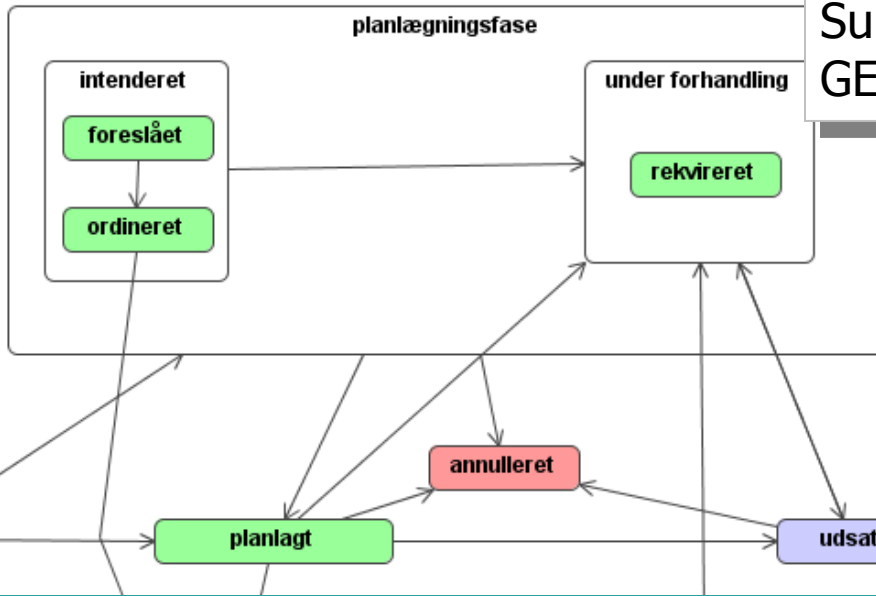 planlægningsfase
Su
GE
intenderet
under forhandling
foreslået
rekvireret
ordineret
annulleret
planlagt
udsat